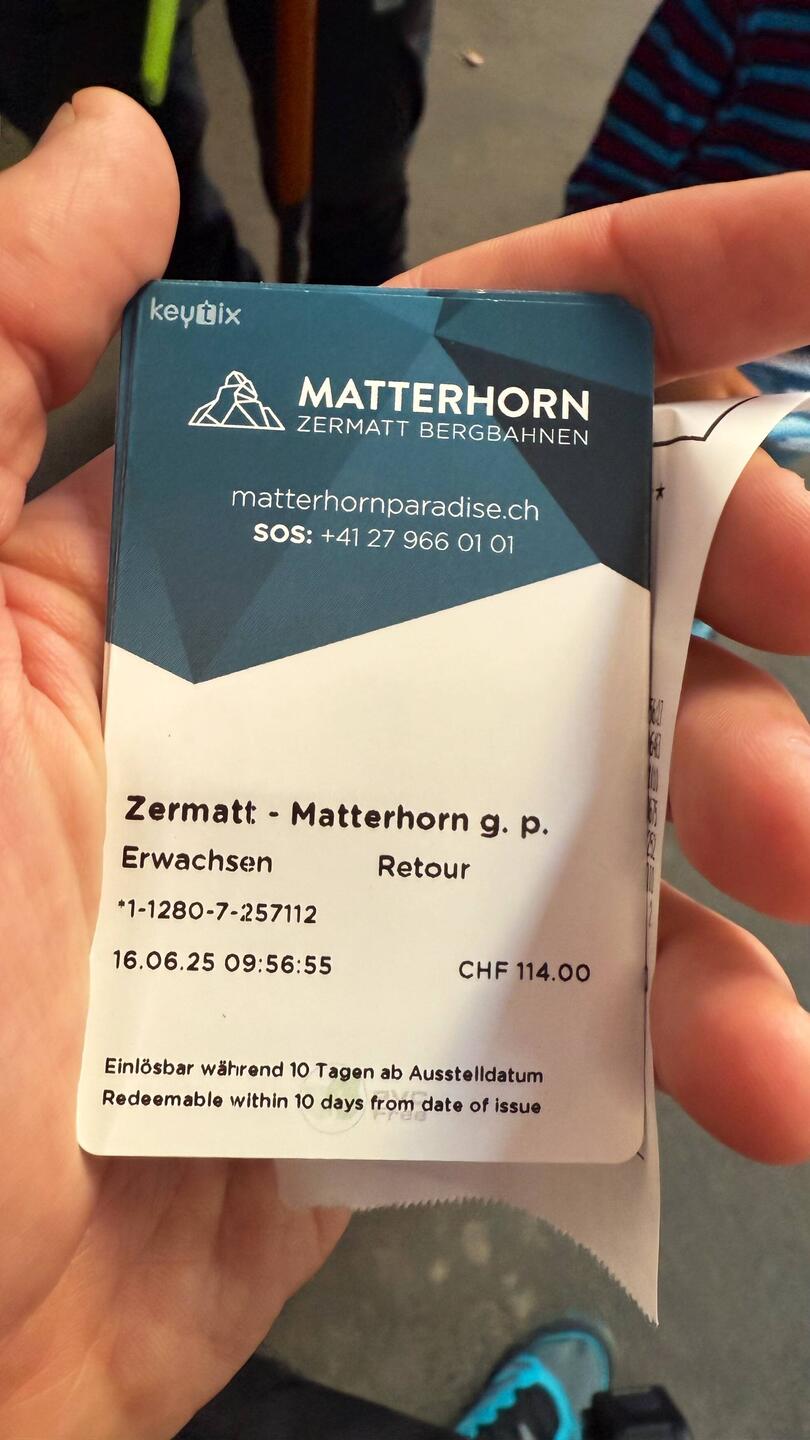 keytix
MATTERHORN
ZERMATT BERGBAHNEN
matterhornparadise.ch
SOS: +41 27 966 01 01
Zermatt - Matterhorn g. p.
Erwachsen Retour
*1-1280-7-257112
16.06.25 09:56:55 CHF 114.00
Einlösbar während 10 Tagen ab Ausstelldatum
Redeemable within 10 days from date of issue
PVC
Free